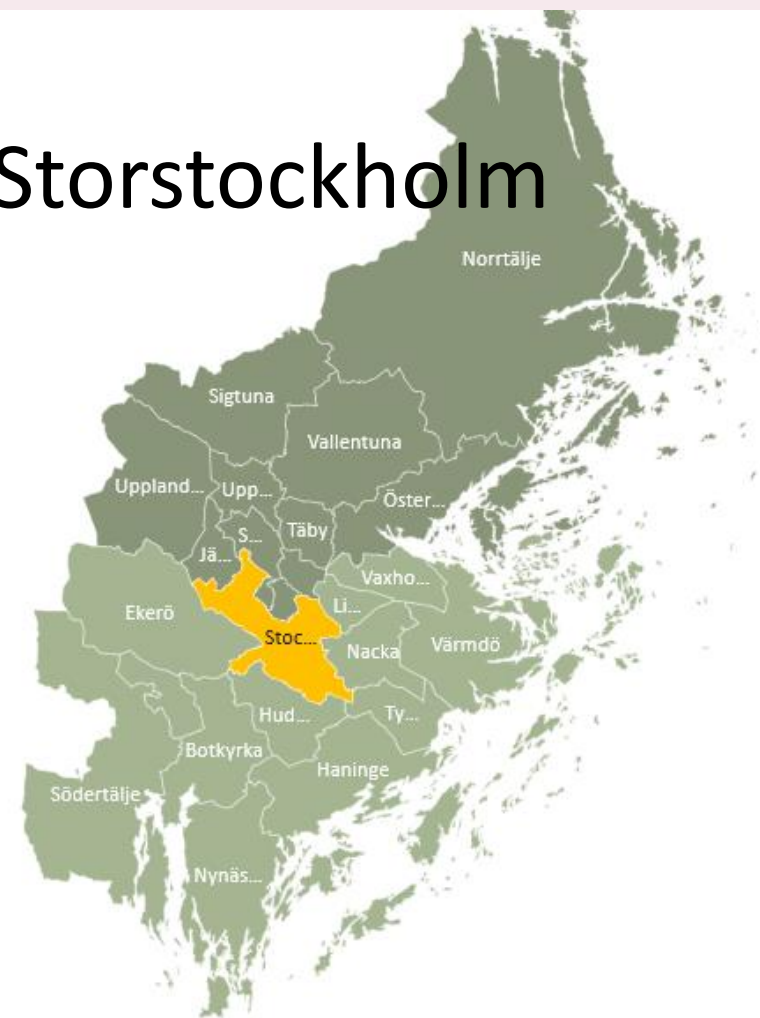 Storstockholm
Norrtälje
Sigtuna
Vallentuna
Uppland...
Upp...
Öster...
Täby
S...
Jä...
Vaxho...
Li...
Ekerö
Stoc...
Nacka
Värmdö
Hud...
Ty...
Botkyrka
Haninge
Södertälje
Nynäs...